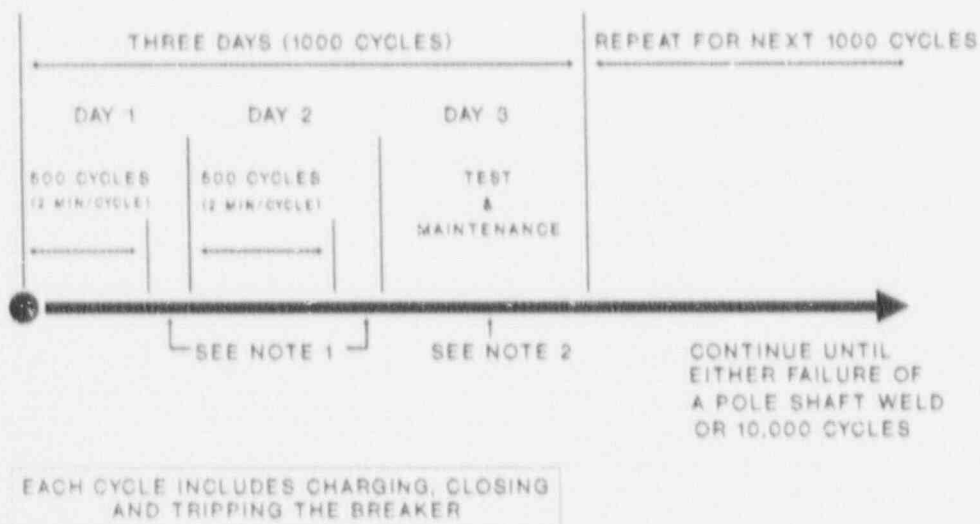 THREE DAYS (1000 CYCLES)
REPEAT FOR NEXT 1000 CYCLES
DAY 1
DAY 2
DAY 3
500 CYCLES
(2 MIN/CYCLE)
500 CYCLES
(2 MIN/CYCLE)
TEST
&
MAINTENANCE
SEE NOTE 1
SEE NOTE 2
CONTINUE UNTIL
EITHER FAILURE OF
A POLE SHAFT WELD
OR 10,000 CYCLES
EACH CYCLE INCLUDES CHARGING, CLOSING
AND TRIPPING THE BREAKER